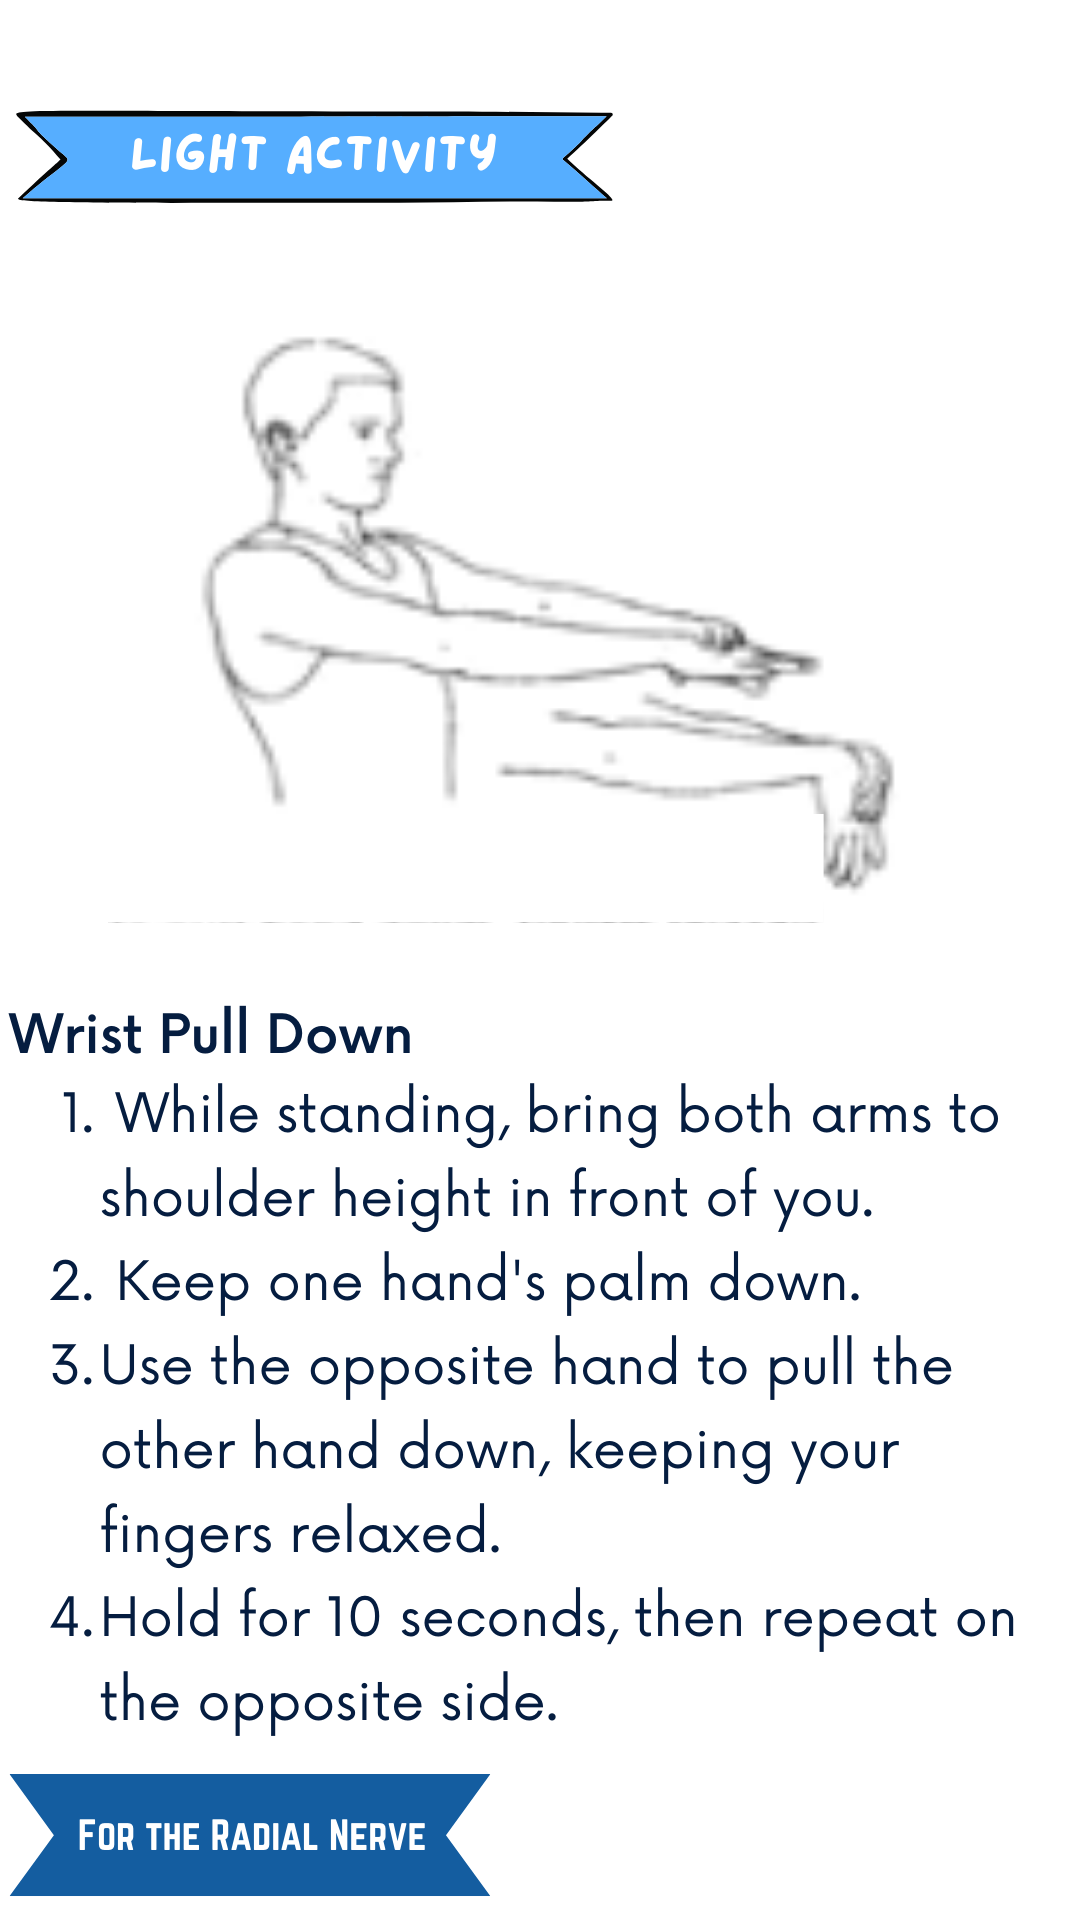 LIGHT ACTIVITY
Wrist Pull Down
1. While standing, bring both arms to
shoulder height in front of you.
2. Keep one hand's palm down.
3. Use the opposite hand to pull the
other hand down, keeping your
fingers relaxed.
4. Hold for 10 seconds, then repeat on
the opposite side.
For the Radial Nerve